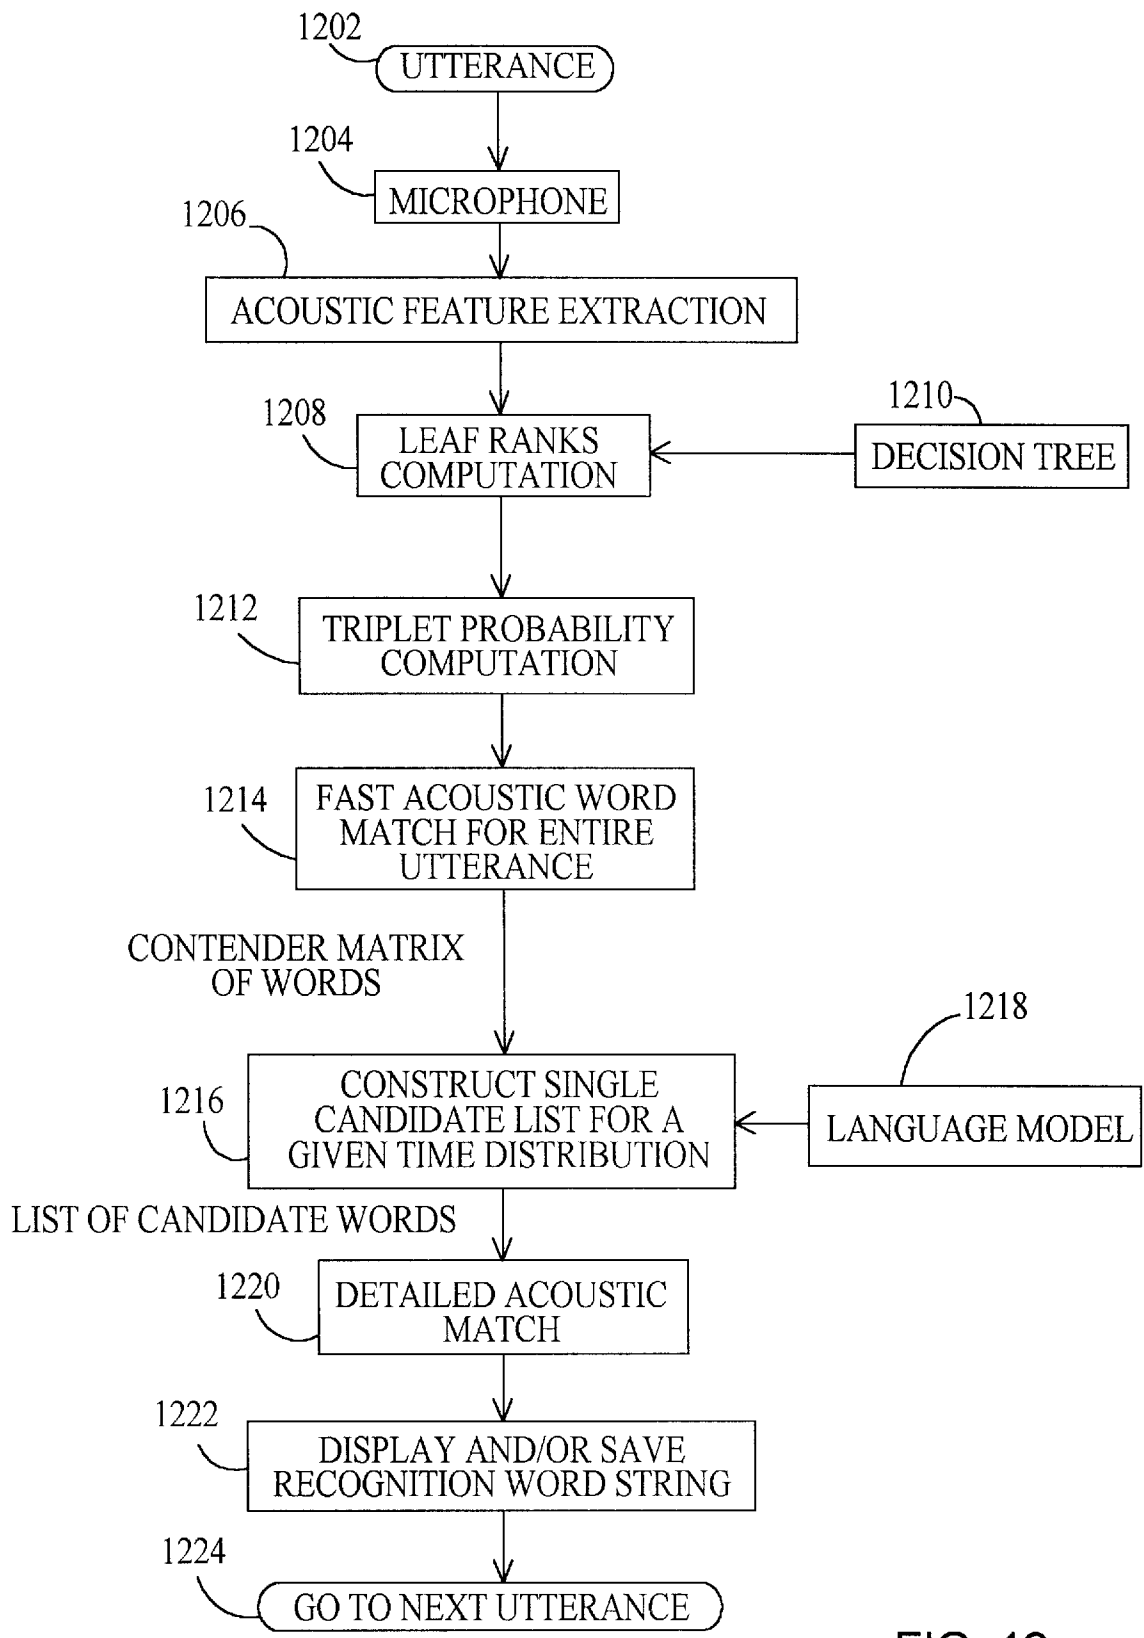 1202
UTTERANCE
1204
MICROPHONE
1206
ACOUSTIC FEATURE EXTRACTION
1208
LEAF RANKS
COMPUTATION
1210
DECISION TREE
1212
TRIPLET PROBABILITY
COMPUTATION
1214
FAST ACOUSTIC WORD
MATCH FOR ENTIRE
UTTERANCE
CONTENDER MATRIX
OF WORDS
1216
CONSTRUCT SINGLE
CANDIDATE LIST FOR A
GIVEN TIME DISTRIBUTION
1218
LANGUAGE MODEL
LIST OF CANDIDATE WORDS
1220
DETAILED ACOUSTIC
MATCH
1222
DISPLAY AND/OR SAVE
RECOGNITION WORD STRING
1224
GO TO NEXT UTTERANCE